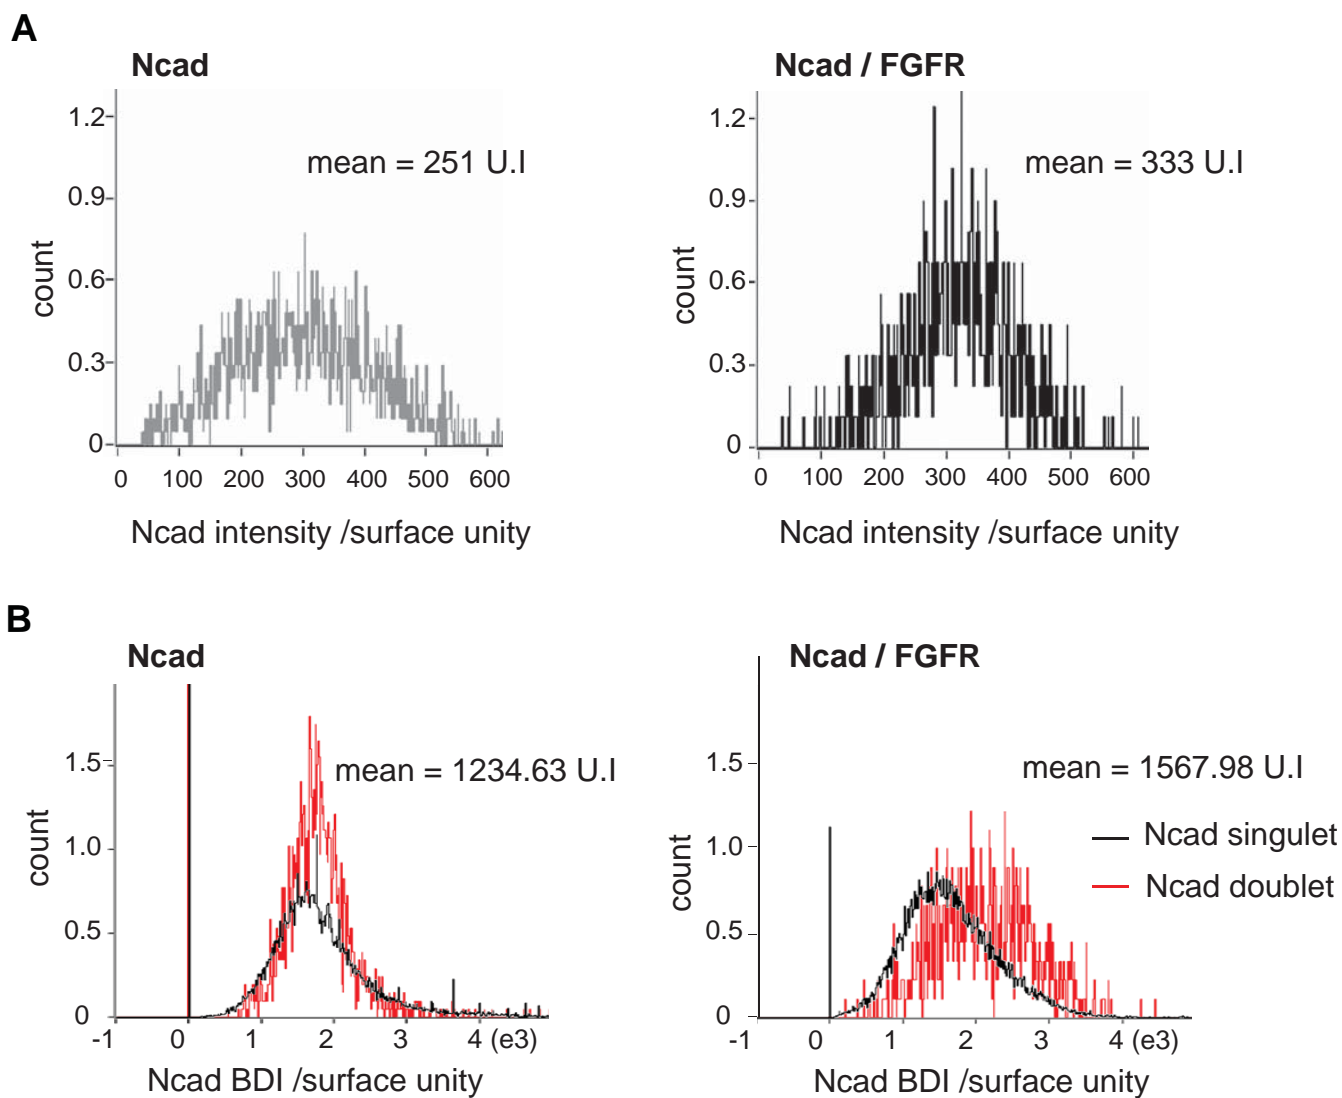 A
Ncad
1.2
0.9
0.6
0.3
0
count
mean = 251 U.I
0 100 200 300 400 500 600
Ncad intensity /surface unity
Ncad / FGFR
1.2
0.9
0.6
0.3
0
count
mean = 333 U.I
0 100 200 300 400 500 600
Ncad intensity /surface unity
B
Ncad
1.5
1.0
0.5
0
count
mean = 1234.63 U.I
-1 0 1 2 3 4 (e3)
Ncad BDI /surface unity
Ncad / FGFR
1.5
1.0
0.5
0
count
mean = 1567.98 U.I
Ncad singulet
Ncad doublet
-1 0 1 2 3 4 (e3)
Ncad BDI /surface unity